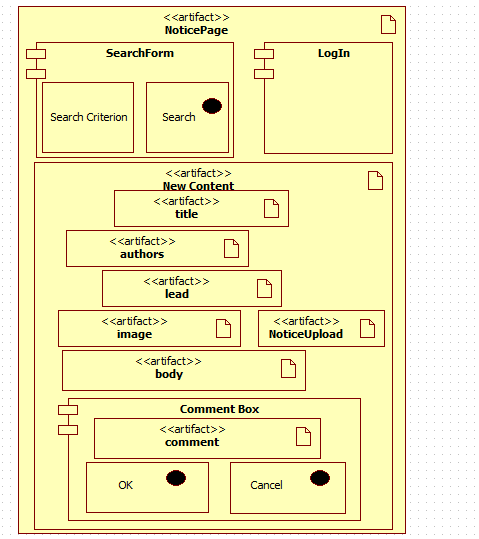 <<artifact>>
NoticePage
SearchForm
LogIn
Search Criterion
Search
<<artifact>>
New Content
<<artifact>>
title
<<artifact>>
authors
<<artifact>>
lead
<<artifact>>
image
<<artifact>>
NoticeUpload
<<artifact>>
body
Comment Box
<<artifact>>
comment
OK
Cancel